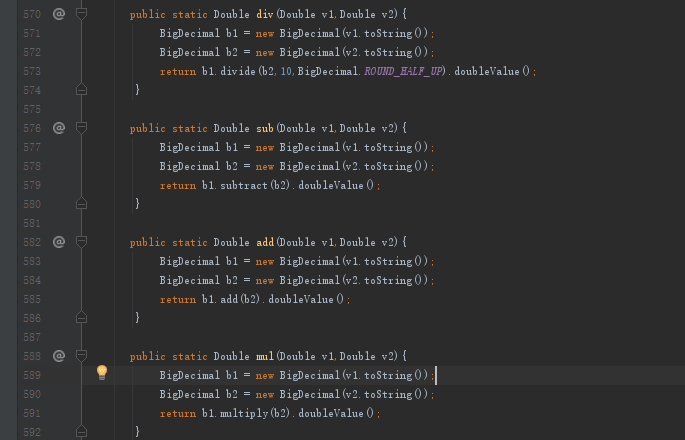 570 @ public static Double div(Double v1,Double v2){
571 BigDecimal b1 = new BigDecimal(v1.toString());
572 BigDecimal b2 = new BigDecimal(v2.toString());
573 return b1.divide(b2,10,BigDecimal.ROUND_HALF_UP).doubleValue();
574 }
575
576 @ public static Double sub(Double v1,Double v2){
577 BigDecimal b1 = new BigDecimal(v1.toString());
578 BigDecimal b2 = new BigDecimal(v2.toString());
579 return b1.subtract(b2).doubleValue();
580 }
581
582 @ public static Double add(Double v1,Double v2){
583 BigDecimal b1 = new BigDecimal(v1.toString());
584 BigDecimal b2 = new BigDecimal(v2.toString());
585 return b1.add(b2).doubleValue();
586 }
587
588 @ public static Double mul(Double v1,Double v2){
589 BigDecimal b1 = new BigDecimal(v1.toString());
590 BigDecimal b2 = new BigDecimal(v2.toString());
591 return b1.multiply(b2).doubleValue();
592 }